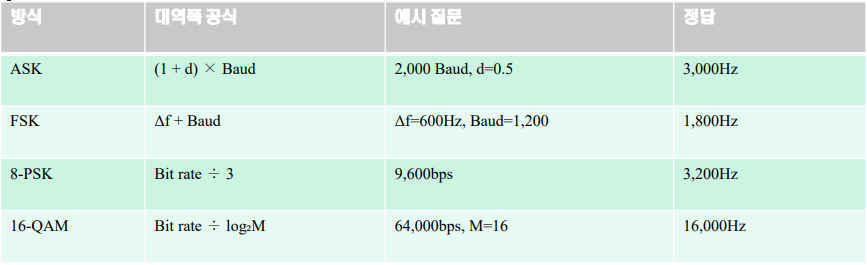 방식 대역폭 공식 예시 질문 정답
ASK (1 + d) × Baud 2,000 Baud, d=0.5 3,000Hz
FSK Δf + Baud Δf=600Hz, Baud=1,200 1,800Hz
8-PSK Bit rate ÷ 3 9,600bps 3,200Hz
16-QAM Bit rate ÷ log₂M 64,000bps, M=16 16,000Hz